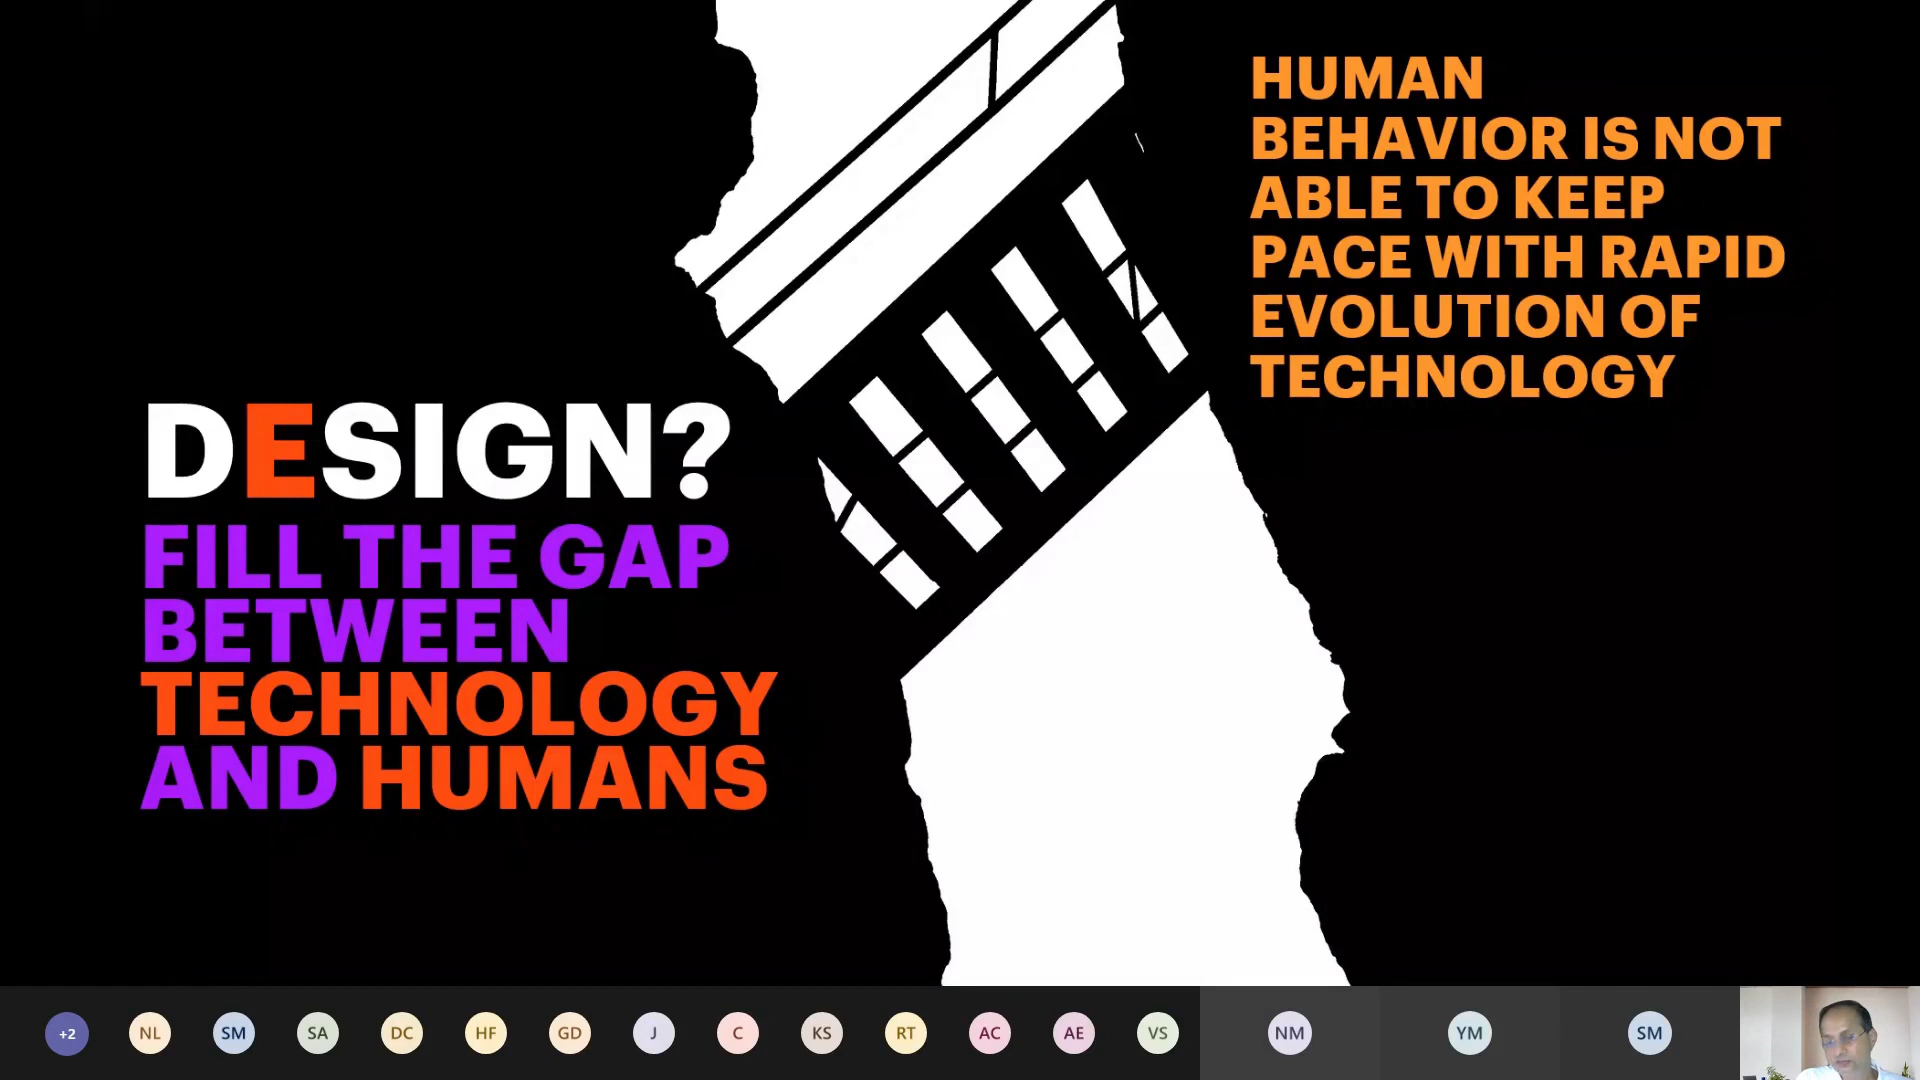 DESIGN?
FILL THE GAP
BETWEEN
TECHNOLOGY
AND HUMANS
HUMAN
BEHAVIOR IS NOT
ABLE TO KEEP
PACE WITH RAPID
EVOLUTION OF
TECHNOLOGY
+2 NL SM SA DC HF GD J C KS RT AC AE VS NM YM SM